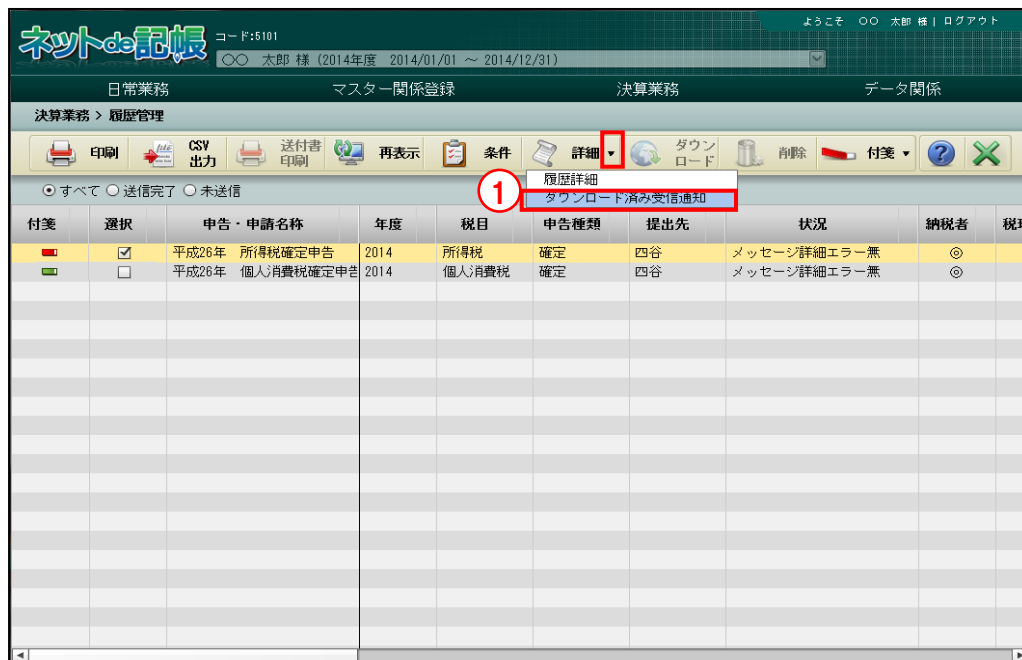 ようこそ 〇〇 太郎 様 | ログアウト
ネットde記帳 コード:5101
〇〇 太郎 様 (2014年度 2014/01/01 ～ 2014/12/31)
日常業務 マスター関係登録 決算業務 データ関係
決算業務 > 履歴管理
印刷 CSV出力 送付書印刷 再表示 条件 詳細 ダウンロード 削除 付箋
履歴詳細
すべて 送信完了 未送信 ① ダウンロード済み受信通知
付箋 選択 申告・申請名称 年度 税目 申告種類 提出先 状況 納税者
平成26年 所得税確定申告 2014 所得税 確定 四谷 メッセージ詳細エラー無 ◎
平成26年 個人消費税確定申告 2014 個人消費税 確定 四谷 メッセージ詳細エラー無 ◎